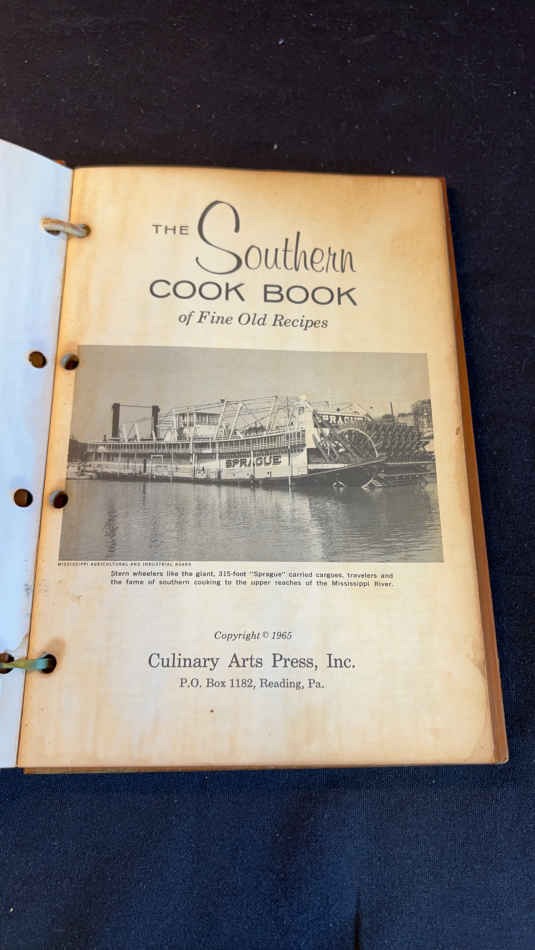 THE Southern
COOK BOOK
of Fine Old Recipes
SPRAGUE
SPRAGUE
MISSISSIPPI AGRICULTURAL AND INDUSTRIAL BOARD
Stern wheelers like the giant, 315-foot "Sprague" carried cargoes, travelers and
the fame of southern cooking to the upper reaches of the Mississippi River.
Copyright © 1965
Culinary Arts Press, Inc.
P.O. Box 1182, Reading, Pa.